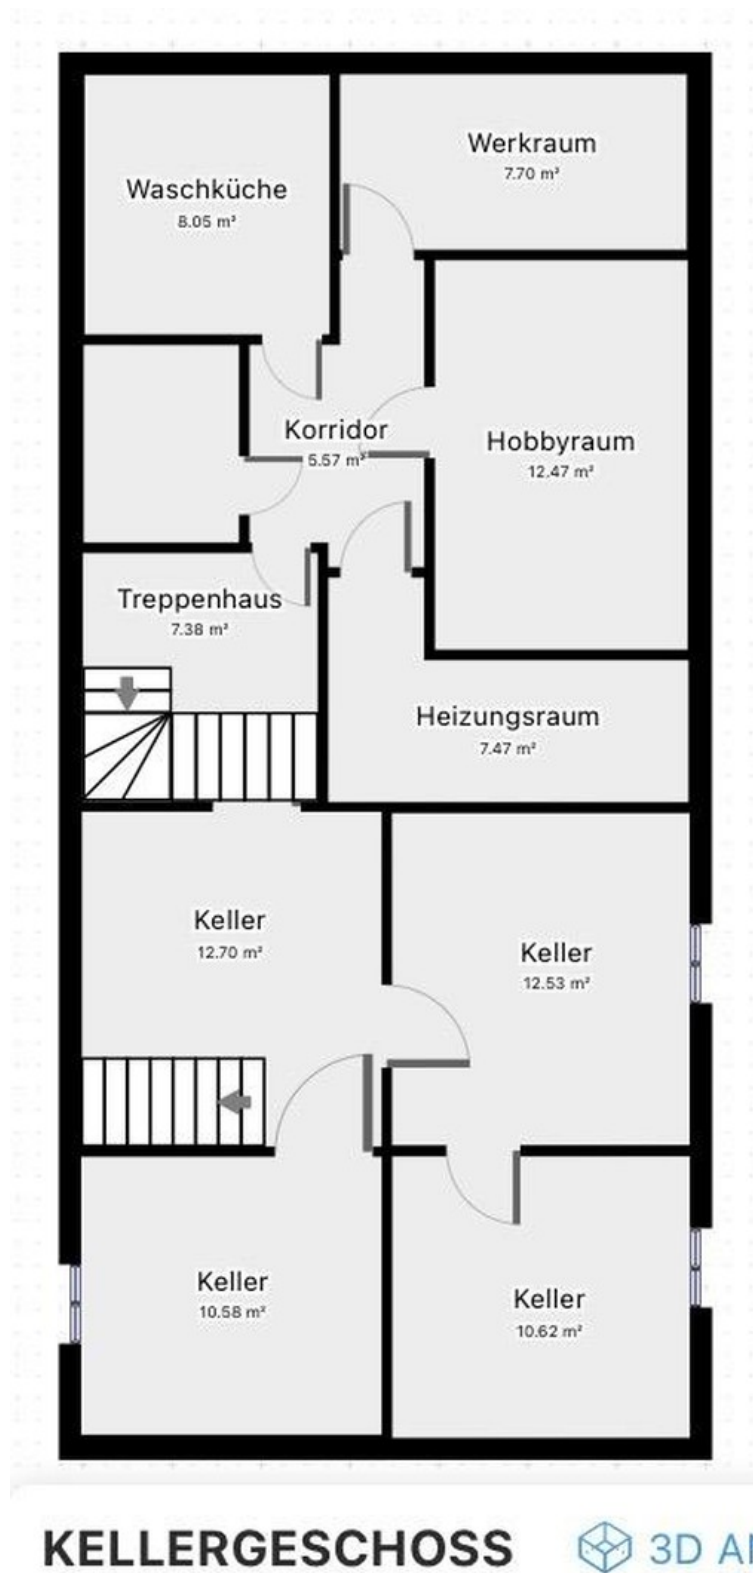 Werkraum
7.70 m²
Waschküche
8.05 m²
Korridor
5.57 m²
Hobbyraum
12.47 m²
Treppenhaus
7.38 m²
Heizungsraum
7.47 m²
Keller
12.70 m²
Keller
12.53 m²
Keller
10.58 m²
Keller
10.62 m²
KELLERGESCHOSS
3D